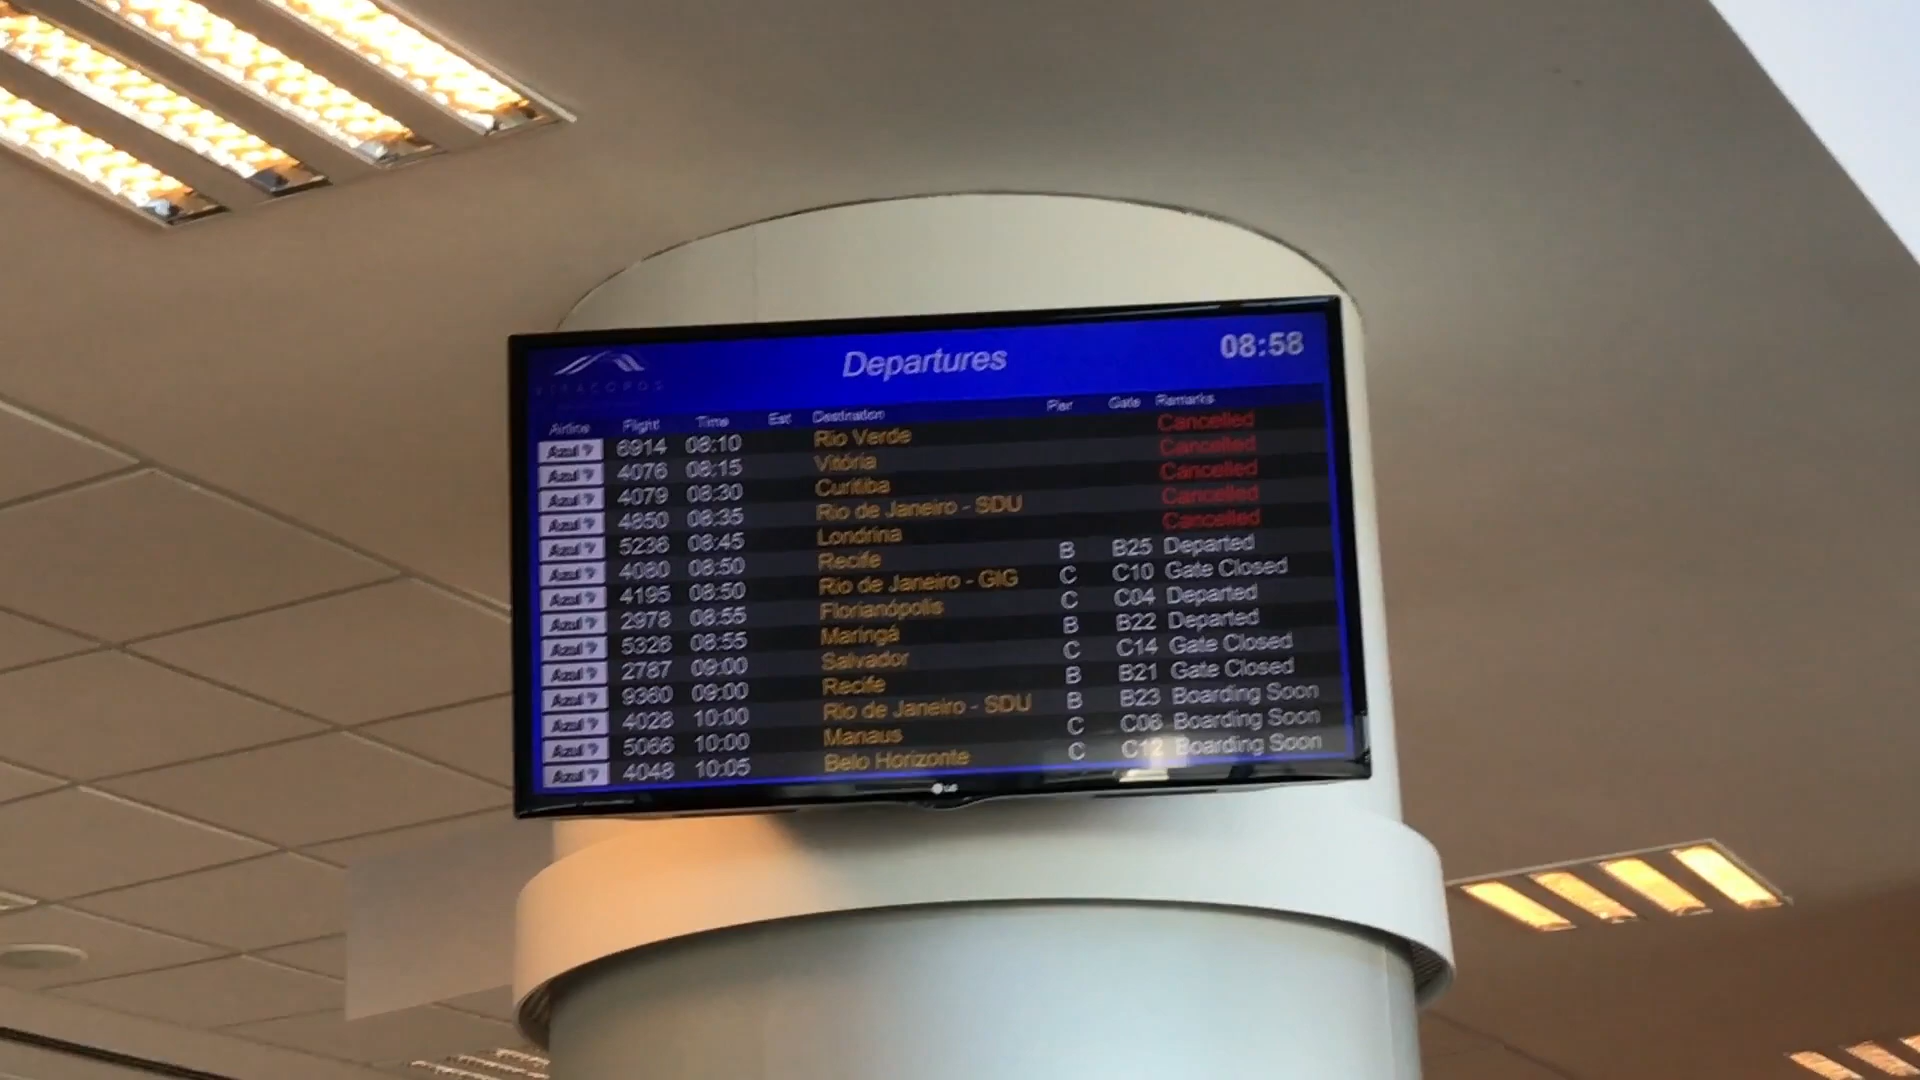 VIRACOPOS
Departures 08:58
Airline Flight Time Est Destination Pier Gate Remarks
Azul 6914 08:10 Rio Verde Cancelled
Azul 4076 08:15 Vitória Cancelled
Azul 4079 08:30 Curitiba Cancelled
Azul 4850 08:35 Rio de Janeiro - SDU Cancelled
Azul 5236 08:45 Londrina Cancelled
Azul 4080 08:50 Recife B B25 Departed
Azul 4195 08:50 Rio de Janeiro - GIG C C10 Gate Closed
Azul 2978 08:55 Florianópolis C C04 Departed
Azul 5326 08:55 Maringá B B22 Departed
Azul 2787 09:00 Salvador C C14 Gate Closed
Azul 9360 09:00 Recife B B21 Gate Closed
Azul 4028 10:00 Rio de Janeiro - SDU B B23 Boarding Soon
Azul 5066 10:00 Manaus C C08 Boarding Soon
Azul 4048 10:05 Belo Horizonte C C12 Boarding Soon
LG